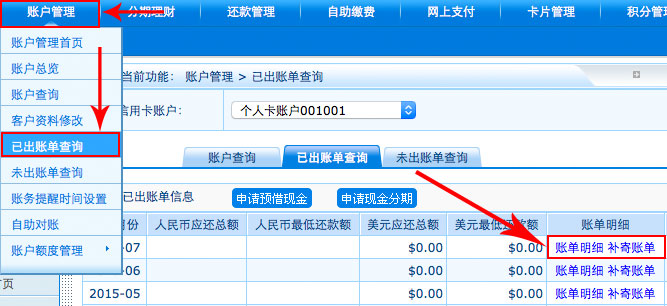 账户管理 分期理财 还款管理 自助缴费 网上支付 卡片管理 积分管
账户管理首页
账户总览
账户查询
客户资料修改
已出账单查询
未出账单查询
账务提醒时间设置
自助对账
账户额度管理
当前功能： 账户管理 > 已出账单查询
信用卡账户： 个人卡账户001001
账户查询 已出账单查询 未出账单查询
已出账单信息 申请预借现金 申请现金分期
月份 人民币应还总额 人民币最低还款额 美元应还总额 美元最低还款额 账单明细
-07 $0.00 $0.00 账单明细 补寄账单
-06 $0.00 $0.00 账单明细 补寄账单
2015-05 $0.00 $0.00 账单明细 补寄账单
首页